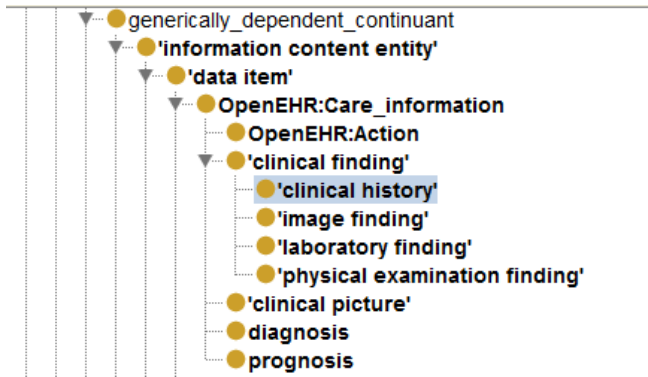 generically_dependent_continuant
'information content entity'
'data item'
OpenEHR:Care_information
OpenEHR:Action
'clinical finding'
'clinical history'
'image finding'
'laboratory finding'
'physical examination finding'
'clinical picture'
diagnosis
prognosis